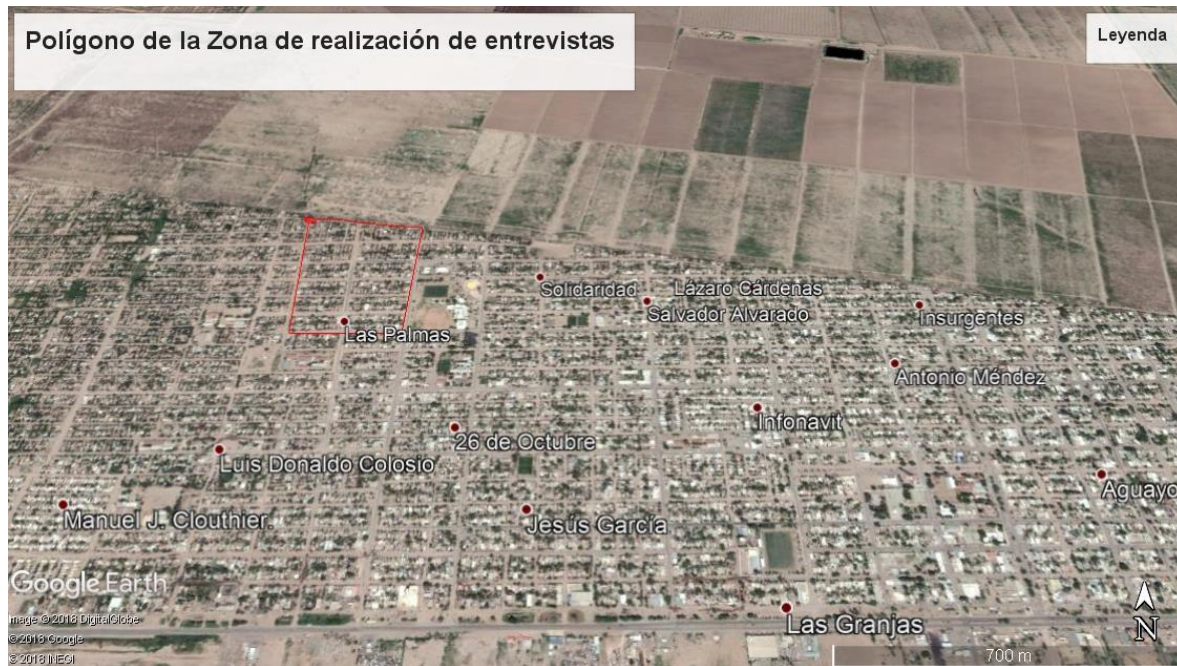 Polígono de la Zona de realización de entrevistas
Leyenda
Solidaridad
Lázaro Cárdenas
Salvador Alvarado
Insurgentes
Las Palmas
Antonio Méndez
Infonavit
26 de Octubre
Luis Donaldo Colosio
Aguayo
Manuel J. Clouthier
Jesús García
Google Earth
Image © 2018 DigitalGlobe
© 2018 Google
© 2018 INEGI
Las Granjas
N
700 m